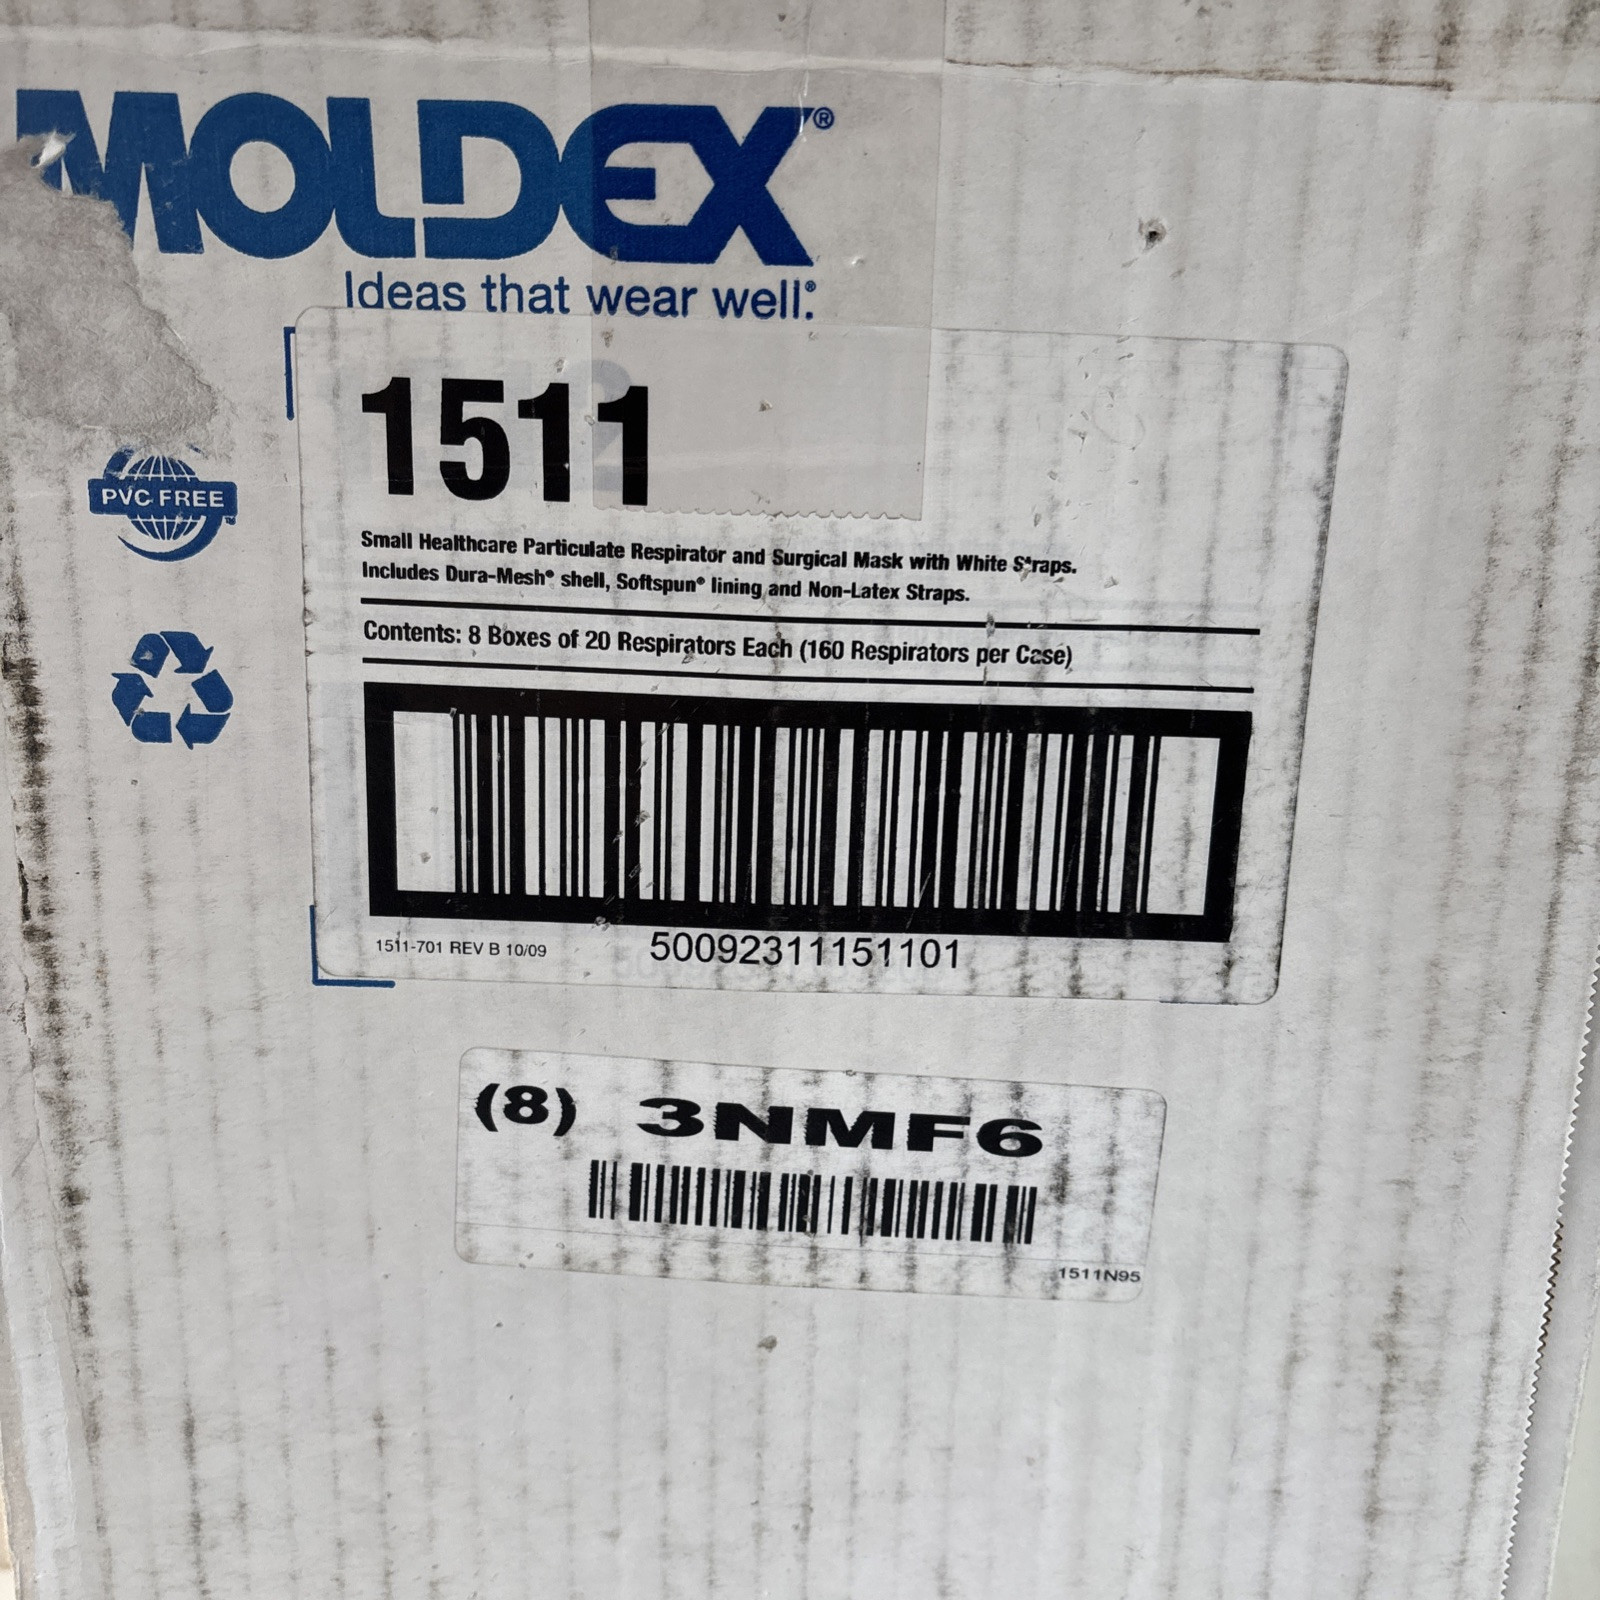 MOLDEX®
Ideas that wear well.®
1511
PVC FREE
Small Healthcare Particulate Respirator and Surgical Mask with White Straps.
Includes Dura-Mesh® shell, Softspun® lining and Non-Latex Straps.
Contents: 8 Boxes of 20 Respirators Each (160 Respirators per Case)
1511-701 REV B 10/09
50092311151101
(8) 3NMF6
1511N95